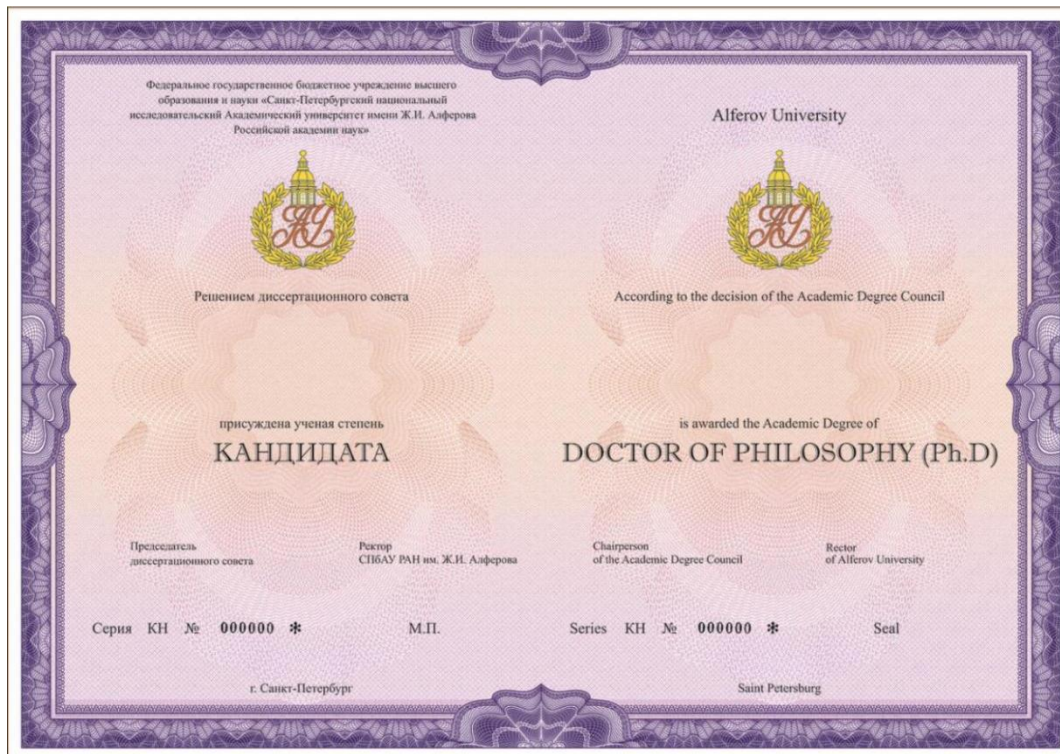 Федеральное государственное бюджетное учреждение высшего
образования и науки «Санкт-Петербургский национальный
исследовательский Академический университет имени Ж.И. Алферова
Российской академии наук»
АУ
Решением диссертационного совета
присуждена ученая степень
КАНДИДАТА
Председатель
диссертационного совета
Ректор
СПбАУ РАН им. Ж.И. Алферова
Серия КН № 000000 *
М.П.
г. Санкт-Петербург
Alferov University
АУ
According to the decision of the Academic Degree Council
is awarded the Academic Degree of
DOCTOR OF PHILOSOPHY (Ph.D)
Chairperson
of the Academic Degree Council
Rector
of Alferov University
Series КН № 000000 *
Seal
Saint Petersburg